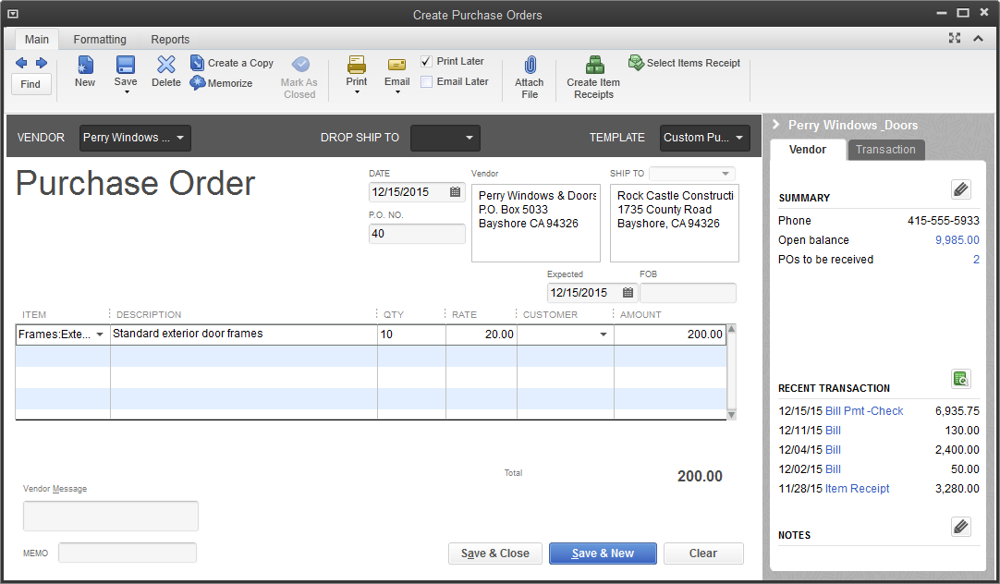 Create Purchase Orders
Main Formatting Reports
Find
New
Save
Delete
Create a Copy
Memorize
Mark As
Closed
Print
Email
Print Later
Email Later
Attach
File
Create Item
Receipts
Select Items Receipt
VENDOR Perry Windows ... DROP SHIP TO TEMPLATE Custom Pu...
Purchase Order
DATE
12/15/2015
P.O. NO.
40
Vendor
Perry Windows & Doors
P.O. Box 5033
Bayshore CA 94326
SHIP TO
Rock Castle Constructi
1735 County Road
Bayshore, CA 94326
Expected
12/15/2015
FOB
ITEM DESCRIPTION QTY RATE CUSTOMER AMOUNT
Frames:Exte... Standard exterior door frames 10 20.00 200.00
Total 200.00
Vendor Message
MEMO
Save & Close Save & New Clear
Perry Windows _Doors
Vendor Transaction
SUMMARY
Phone 415-555-5933
Open balance 9,985.00
POs to be received 2
RECENT TRANSACTION
12/15/15 Bill Pmt -Check 6,935.75
12/11/15 Bill 130.00
12/04/15 Bill 2,400.00
12/02/15 Bill 50.00
11/28/15 Item Receipt 3,280.00
NOTES